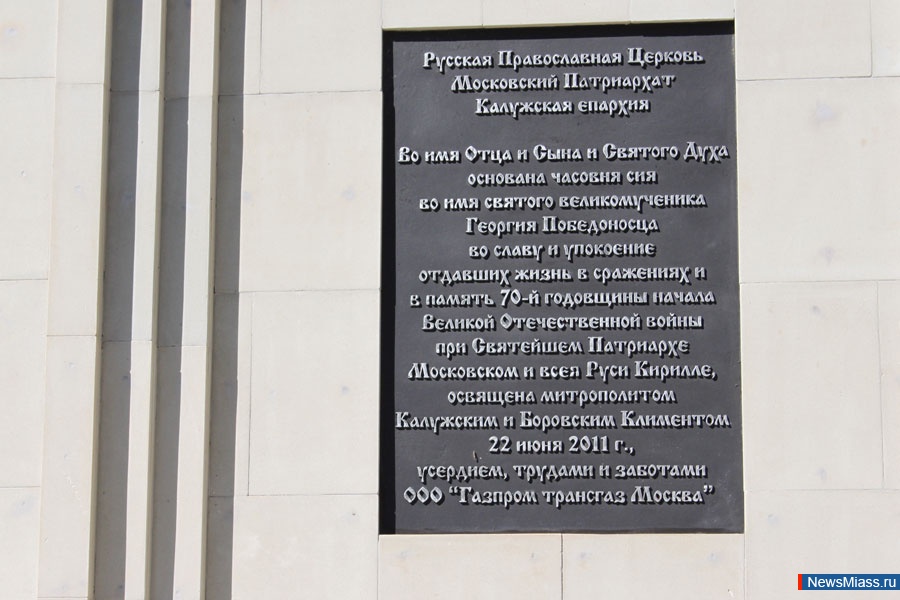 Русская Православная Церковь
Московский Патриархат
Калужская епархия
Во имя Отца и Сына и Святого Духа
основана часовня сия
во имя святого великомученика
Георгия Победоносца
во славу и упокоение
отдавших жизнь в сражениях и
в память 70-й годовщины начала
Великой Отечественной войны
при Святейшем Патриархе
Московском и всея Руси Кирилле,
освящена митрополитом
Калужским и Боровским Климентом
22 июня 2011 г.,
усердием, трудами и заботами
ООО “Газпром трансгаз Москва”
NewsMiass.ru